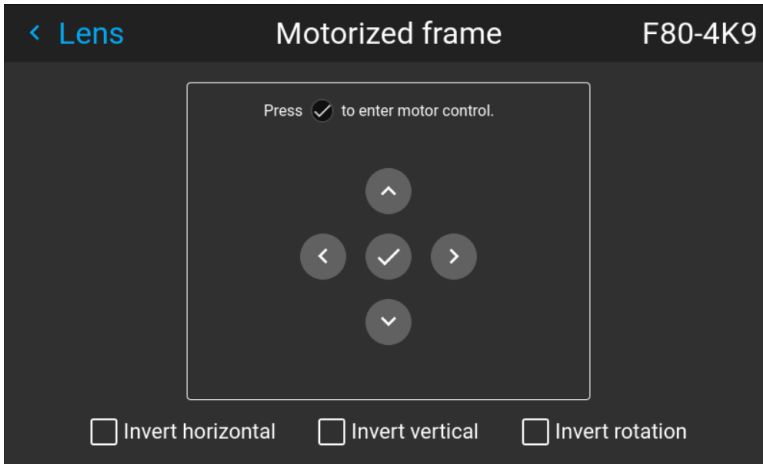 Lens
Motorized frame
F80-4K9
Press to enter motor control.
Invert horizontal
Invert vertical
Invert rotation